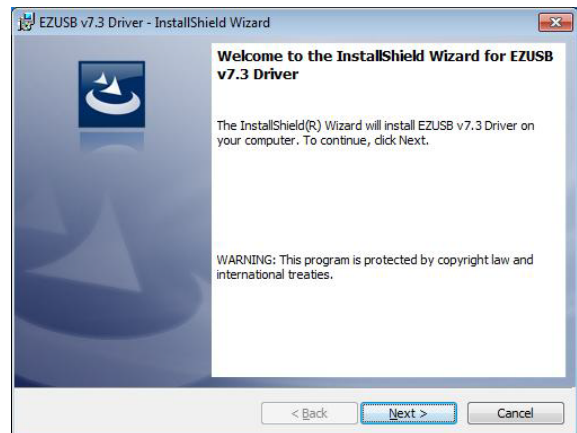 EZUSB v7.3 Driver - InstallShield Wizard
Welcome to the InstallShield Wizard for EZUSB
v7.3 Driver
The InstallShield(R) Wizard will install EZUSB v7.3 Driver on
your computer. To continue, click Next.
WARNING: This program is protected by copyright law and
international treaties.
< Back Next > Cancel